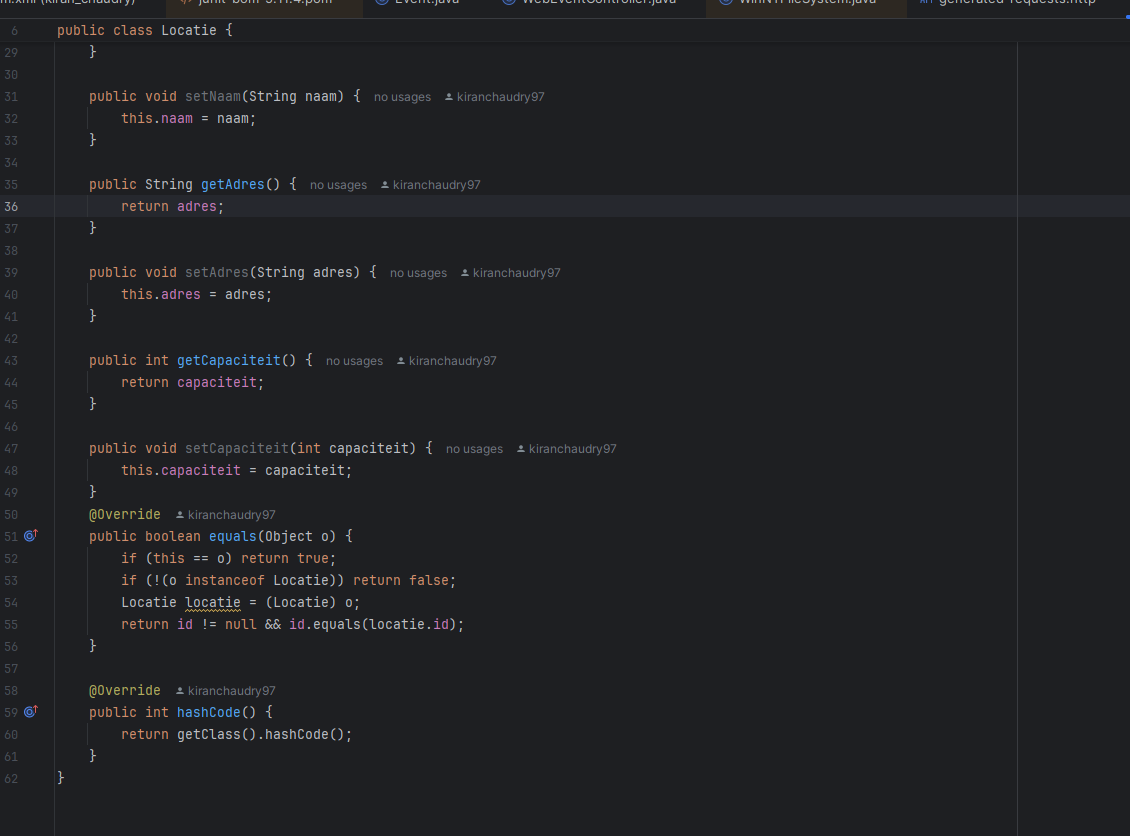 junit-bom-5.11.4.pom Event.java WebEventController.java WinNTFileSystem.java generated-requests.http
6 public class Locatie {
29 }
30
31 public void setNaam(String naam) { no usages kiranchaudry97
32 this.naam = naam;
33 }
34
35 public String getAdres() { no usages kiranchaudry97
36 return adres;
37 }
38
39 public void setAdres(String adres) { no usages kiranchaudry97
40 this.adres = adres;
41 }
42
43 public int getCapaciteit() { no usages kiranchaudry97
44 return capaciteit;
45 }
46
47 public void setCapaciteit(int capaciteit) { no usages kiranchaudry97
48 this.capaciteit = capaciteit;
49 }
50 @Override kiranchaudry97
51 public boolean equals(Object o) {
52 if (this == o) return true;
53 if (!(o instanceof Locatie)) return false;
54 Locatie locatie = (Locatie) o;
55 return id != null && id.equals(locatie.id);
56 }
57
58 @Override kiranchaudry97
59 public int hashCode() {
60 return getClass().hashCode();
61 }
62 }